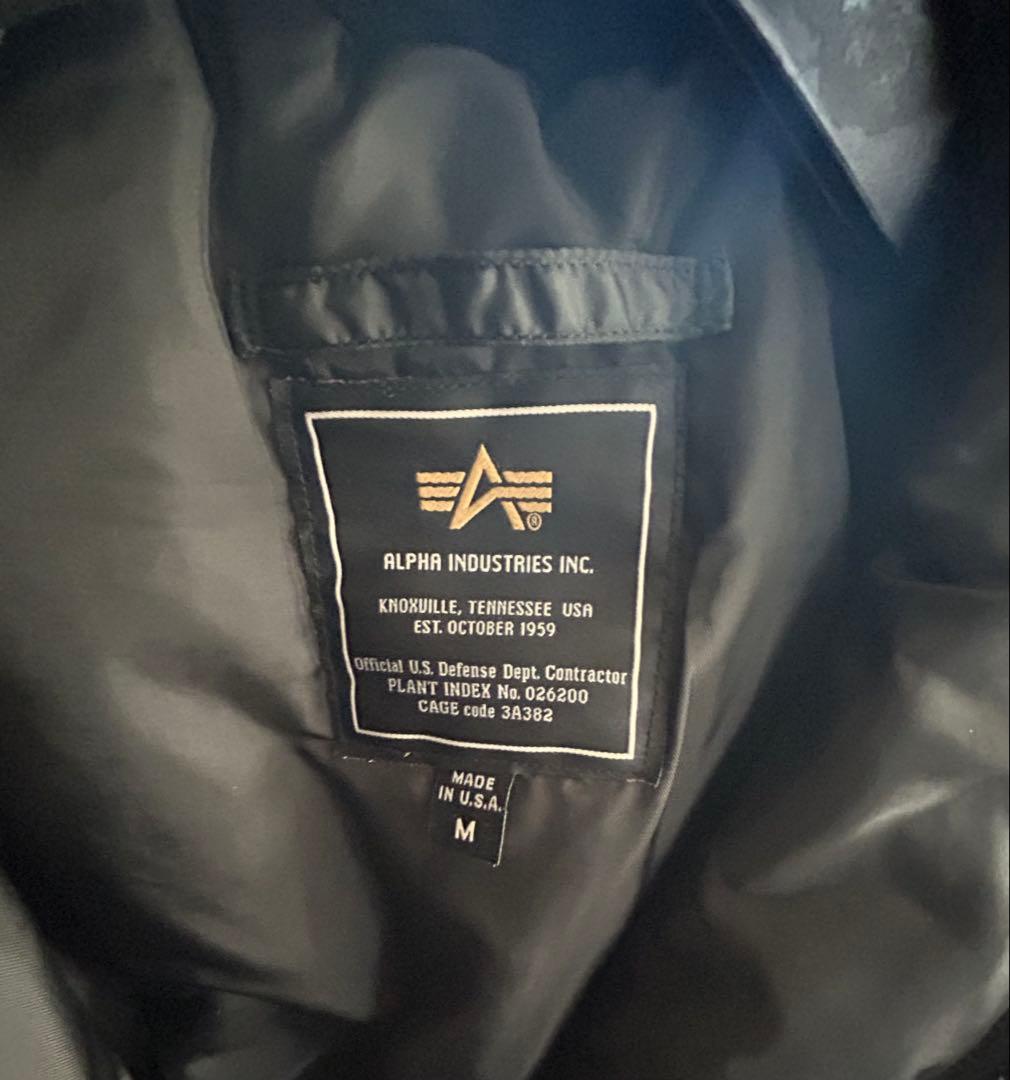 ®
ALPHA INDUSTRIES INC.
KNOXVILLE, TENNESSEE USA
EST. OCTOBER 1959
Official U.S. Defense Dept. Contractor
PLANT INDEX No. 026200
CAGE code 3A382
MADE
IN U.S.A.
M